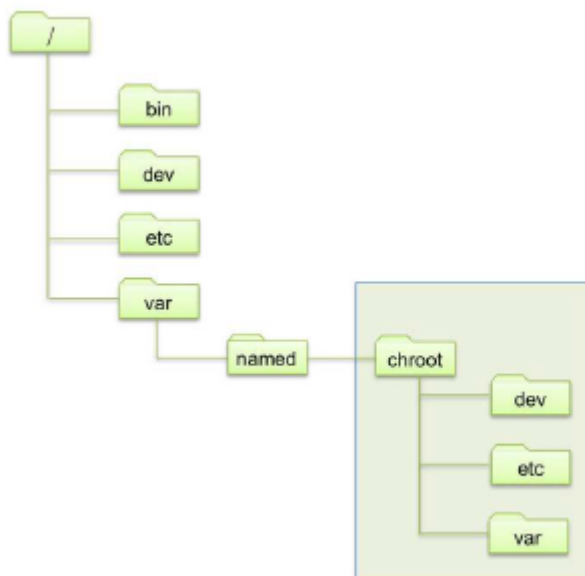 /
bin
dev
etc
var
named
chroot
dev
etc
var